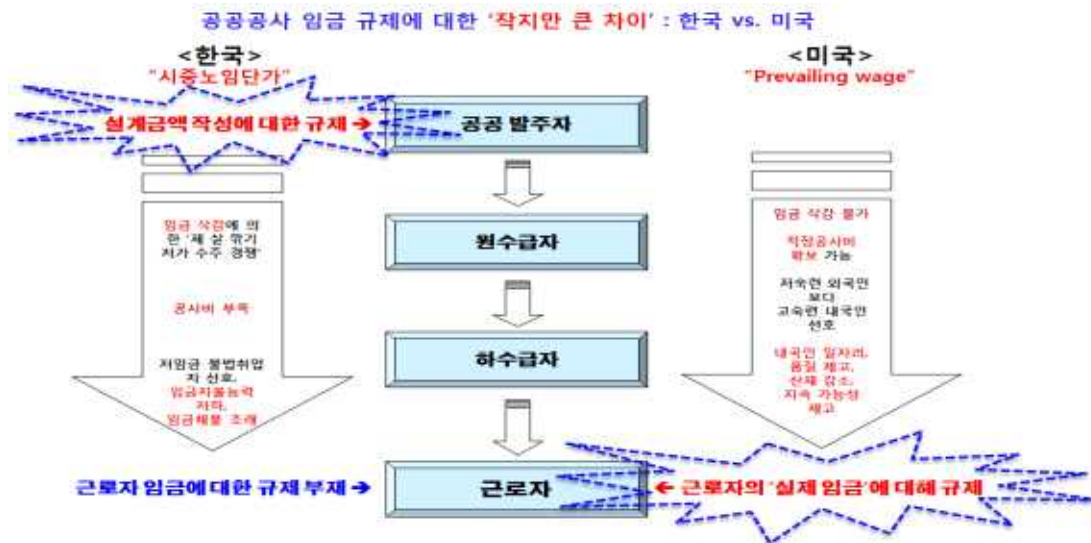 공공공사 임금 규제에 대한 '작지만 큰 차이' : 한국 vs. 미국
<한국>
"시중노임단가"
<미국>
"Prevailing wage"
설계금액 작성에 대한 규제 →
공공 발주자
임금 삭감에 의
한 '제 살 깎기
저가 수주 경쟁'
공사비 부족
저임금 불법취업
자 선호,
임금지불능력
저하,
임금체불 초래
원수급자
하수급자
임금 삭감 불가
적정공사비
확보 가능
저숙련 외국인
보다
고숙련 내국인
선호
내국인 일자리,
품질 제고,
산재 감소,
지속 가능성
제고
근로자 임금에 대한 규제 부재 →
근로자
← 근로자의 '실제 임금'에 대해 규제